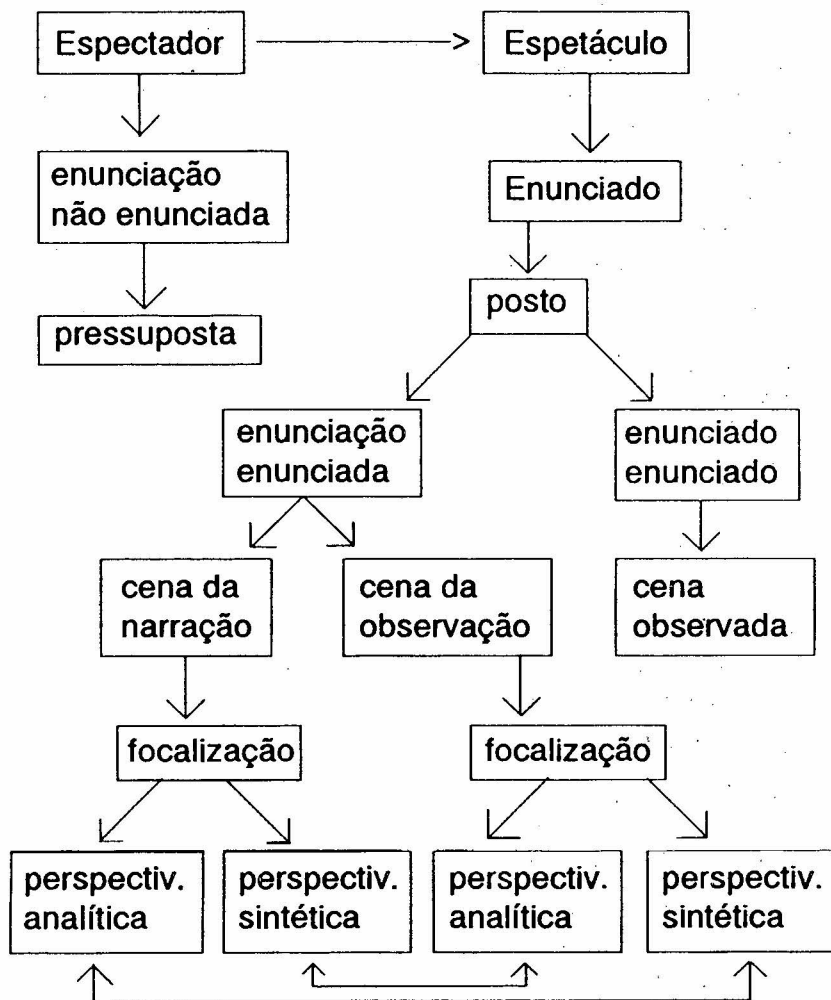 Espectador
Espetáculo
enunciação
não enunciada
Enunciado
pressuposta
posto
enunciação
enunciada
enunciado
enunciado
cena da
narração
cena da
observação
cena
observada
focalização
focalização
perspectiv.
analítica
perspectiv.
sintética
perspectiv.
analítica
perspectiv.
sintética